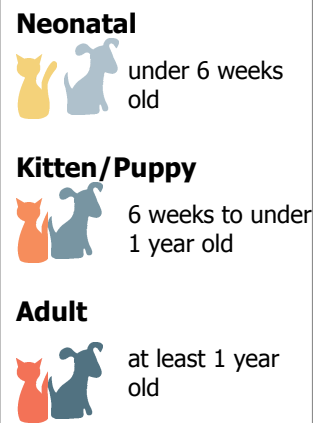 Neonatal
under 6 weeks
old
Kitten/Puppy
6 weeks to under
1 year old
Adult
at least 1 year
old